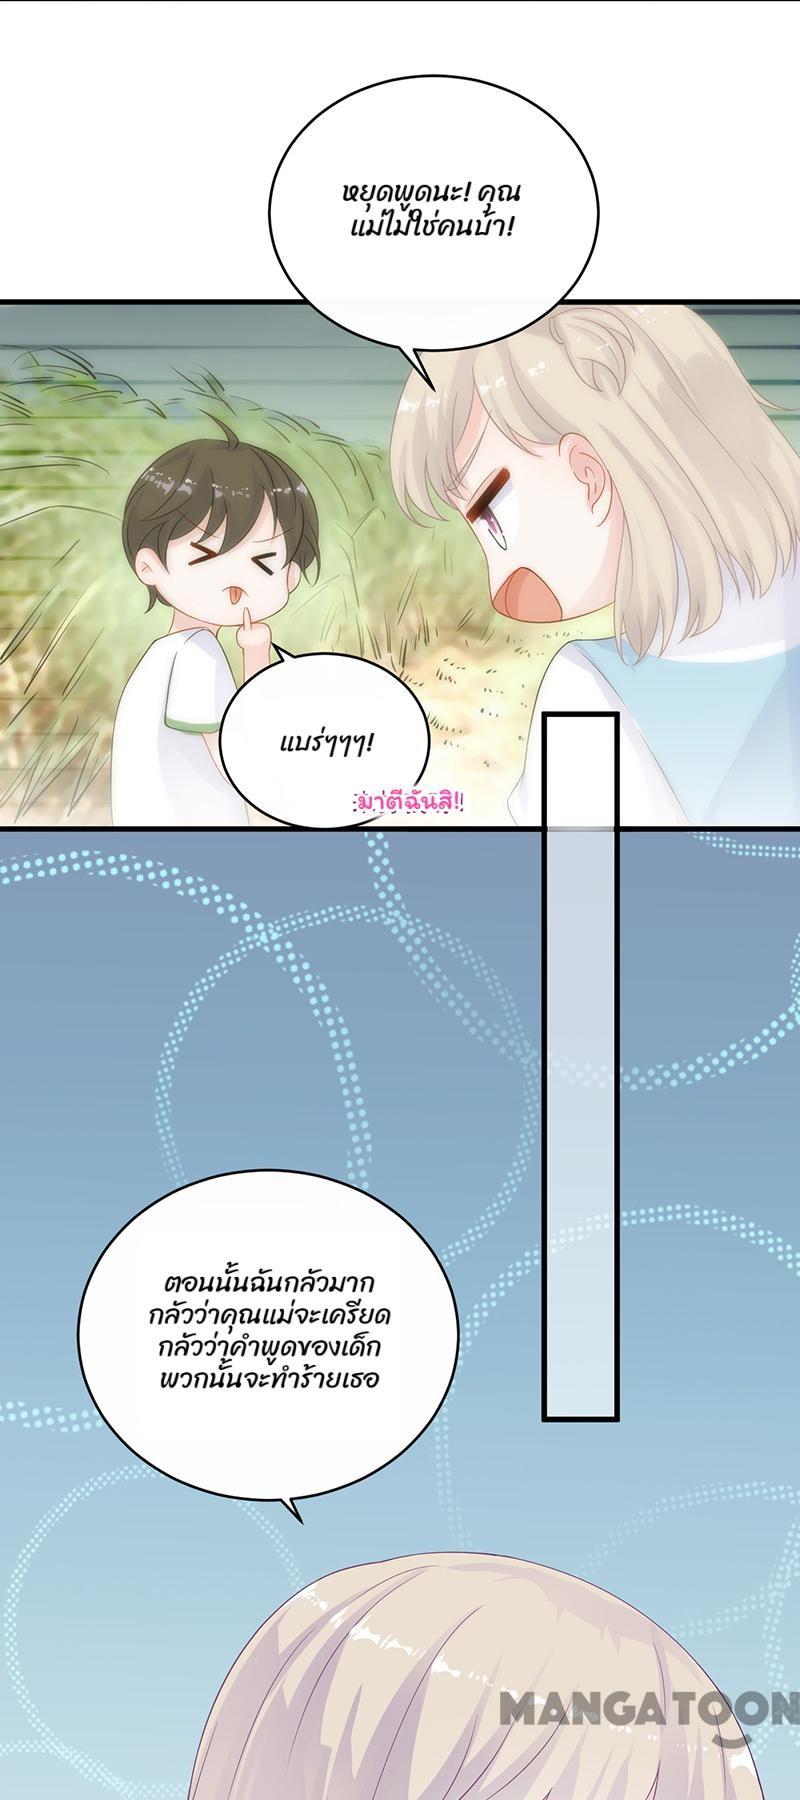 หยุดพูดนะ! คุณ
แม่ไม่ใช่คนบ้า!
แบร่ๆๆๆ!
มาตีฉันสิ!!
ตอนนั้นฉันกลัวมาก
กลัวว่าคุณแม่จะเครียด
กลัวว่าคำพูดของเด็ก
พวกนั้นจะทำร้ายเธอ
MANGATOON